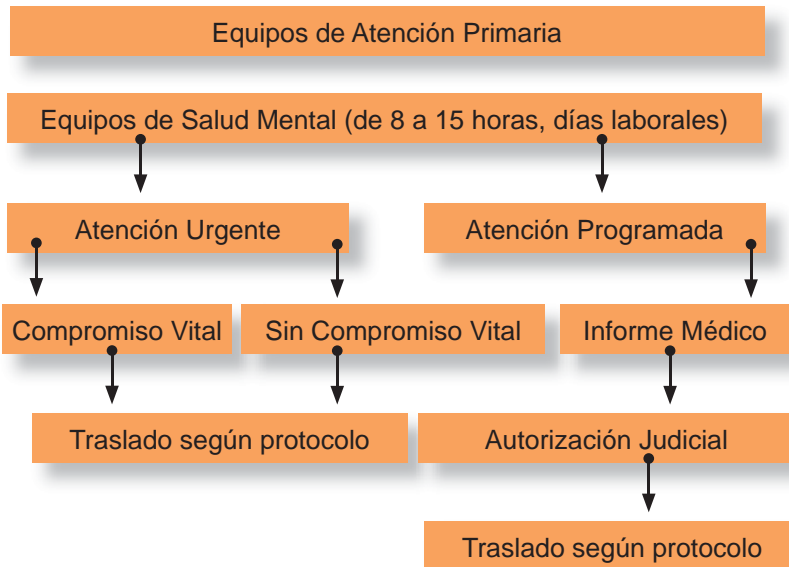 Equipos de Atención Primaria
Equipos de Salud Mental (de 8 a 15 horas, días laborales)
Atención Urgente
Atención Programada
Compromiso Vital
Sin Compromiso Vital
Informe Médico
Traslado según protocolo
Autorización Judicial
Traslado según protocolo